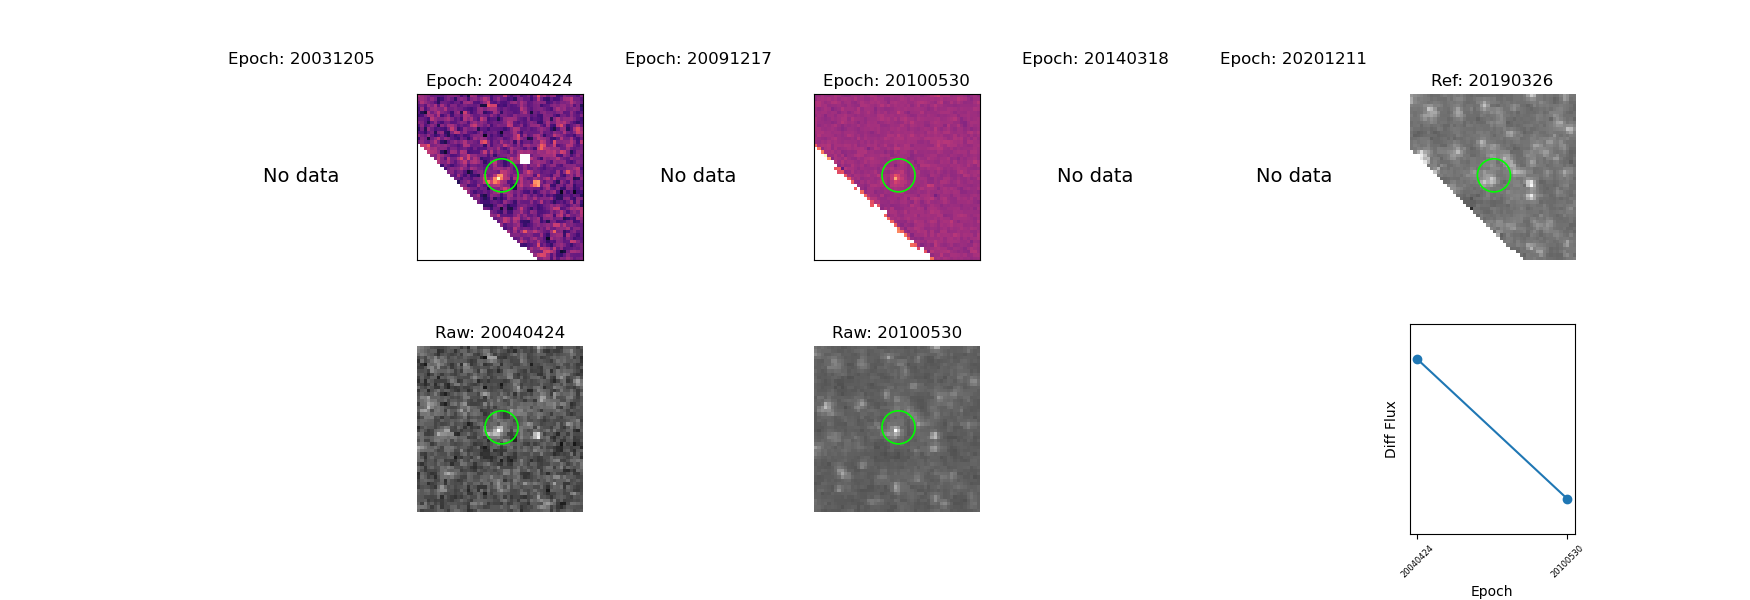 Epoch: 20031205
Epoch: 20040424
Epoch: 20091217
Epoch: 20100530
Epoch: 20140318
Epoch: 20201211
Ref: 20190326
No data
No data
No data
No data
Raw: 20040424
Raw: 20100530
Diff Flux
20040424
20100530
Epoch